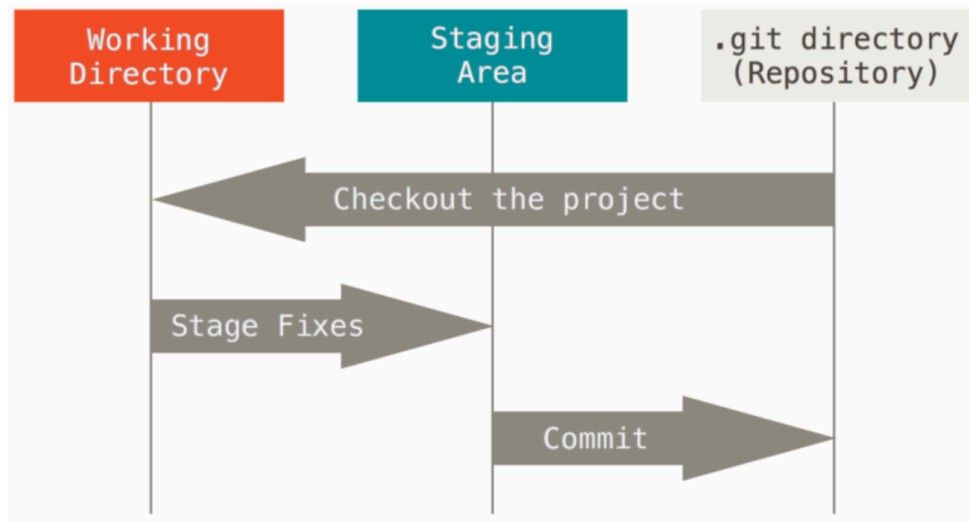 Working
Directory
Staging
Area
.git directory
(Repository)
Checkout the project
Stage Fixes
Commit